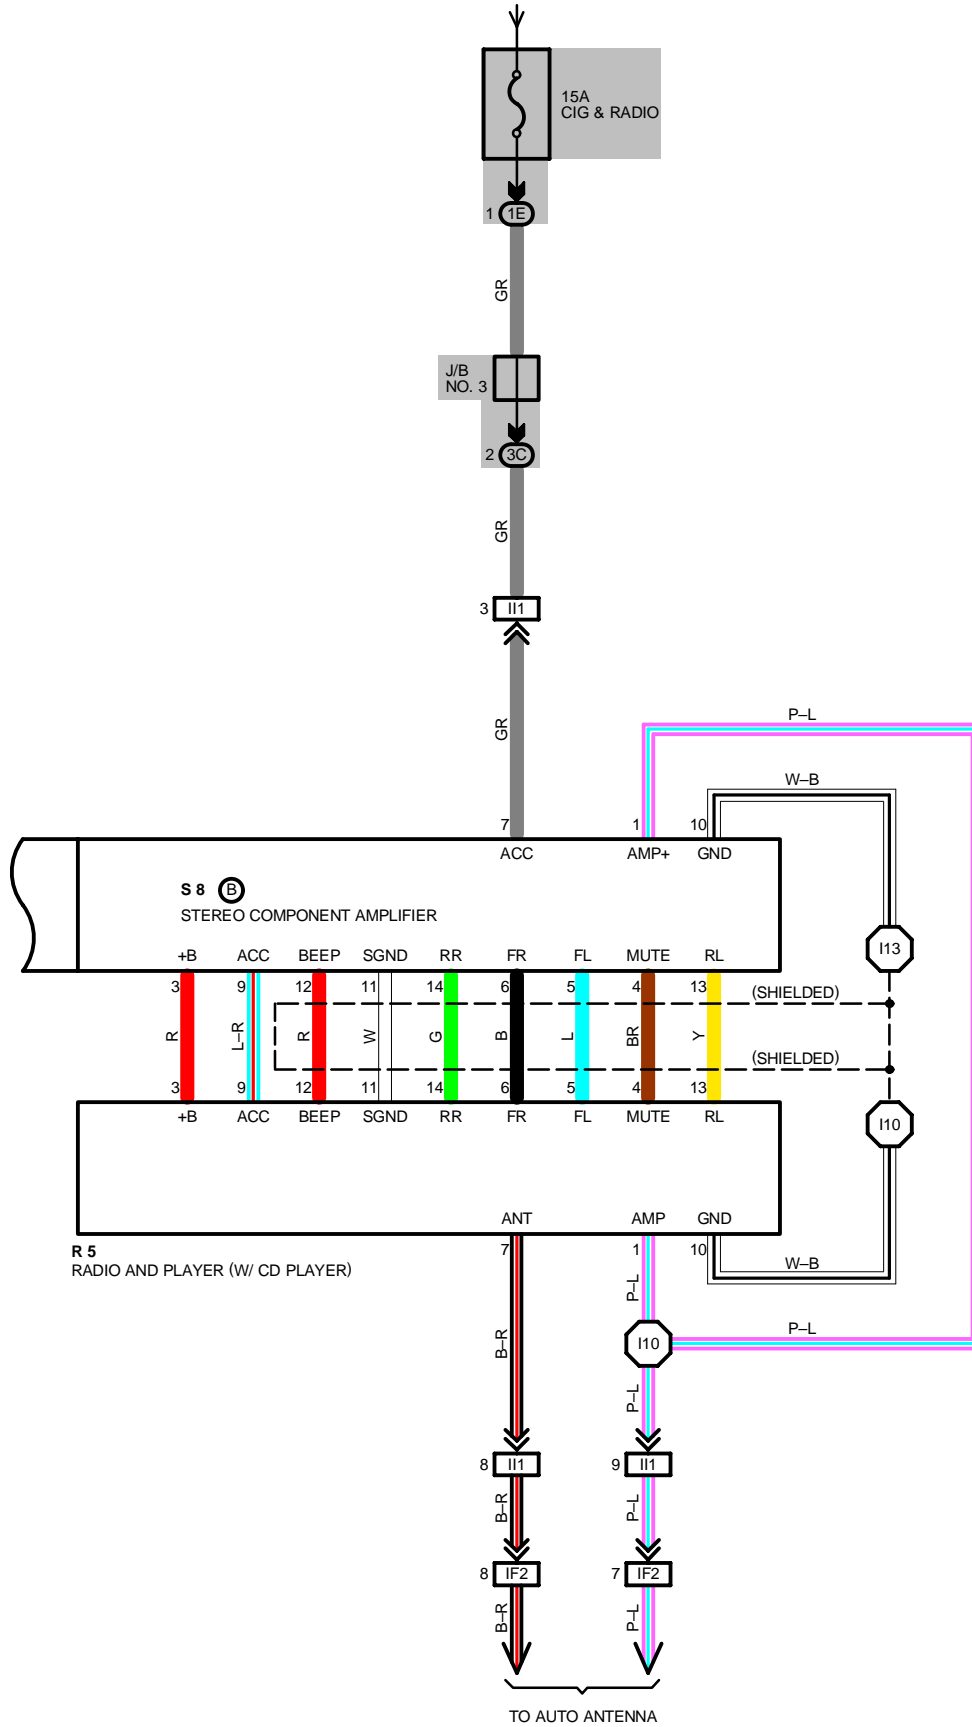 15A
CIG & RADIO
1 1E
GR
J/B
NO. 3
2 3C
GR
3 II1
GR
P–L
W–B
7 1 10
ACC AMP+ GND
S 8 B
STEREO COMPONENT AMPLIFIER
I13
+B ACC BEEP SGND RR FR FL MUTE RL
3 9 12 11 14 6 5 4 13
(SHIELDED)
R L–R R W G B L BR Y
(SHIELDED)
3 9 12 11 14 6 5 4 13
+B ACC BEEP SGND RR FR FL MUTE RL
I10
ANT AMP GND
R 5
7 1 10
RADIO AND PLAYER (W/ CD PLAYER)
W–B
P–L
B–R
I10
P–L
P–L
8 II1 9 II1
B–R P–L
8 IF2 7 IF2
B–R P–L
TO AUTO ANTENNA